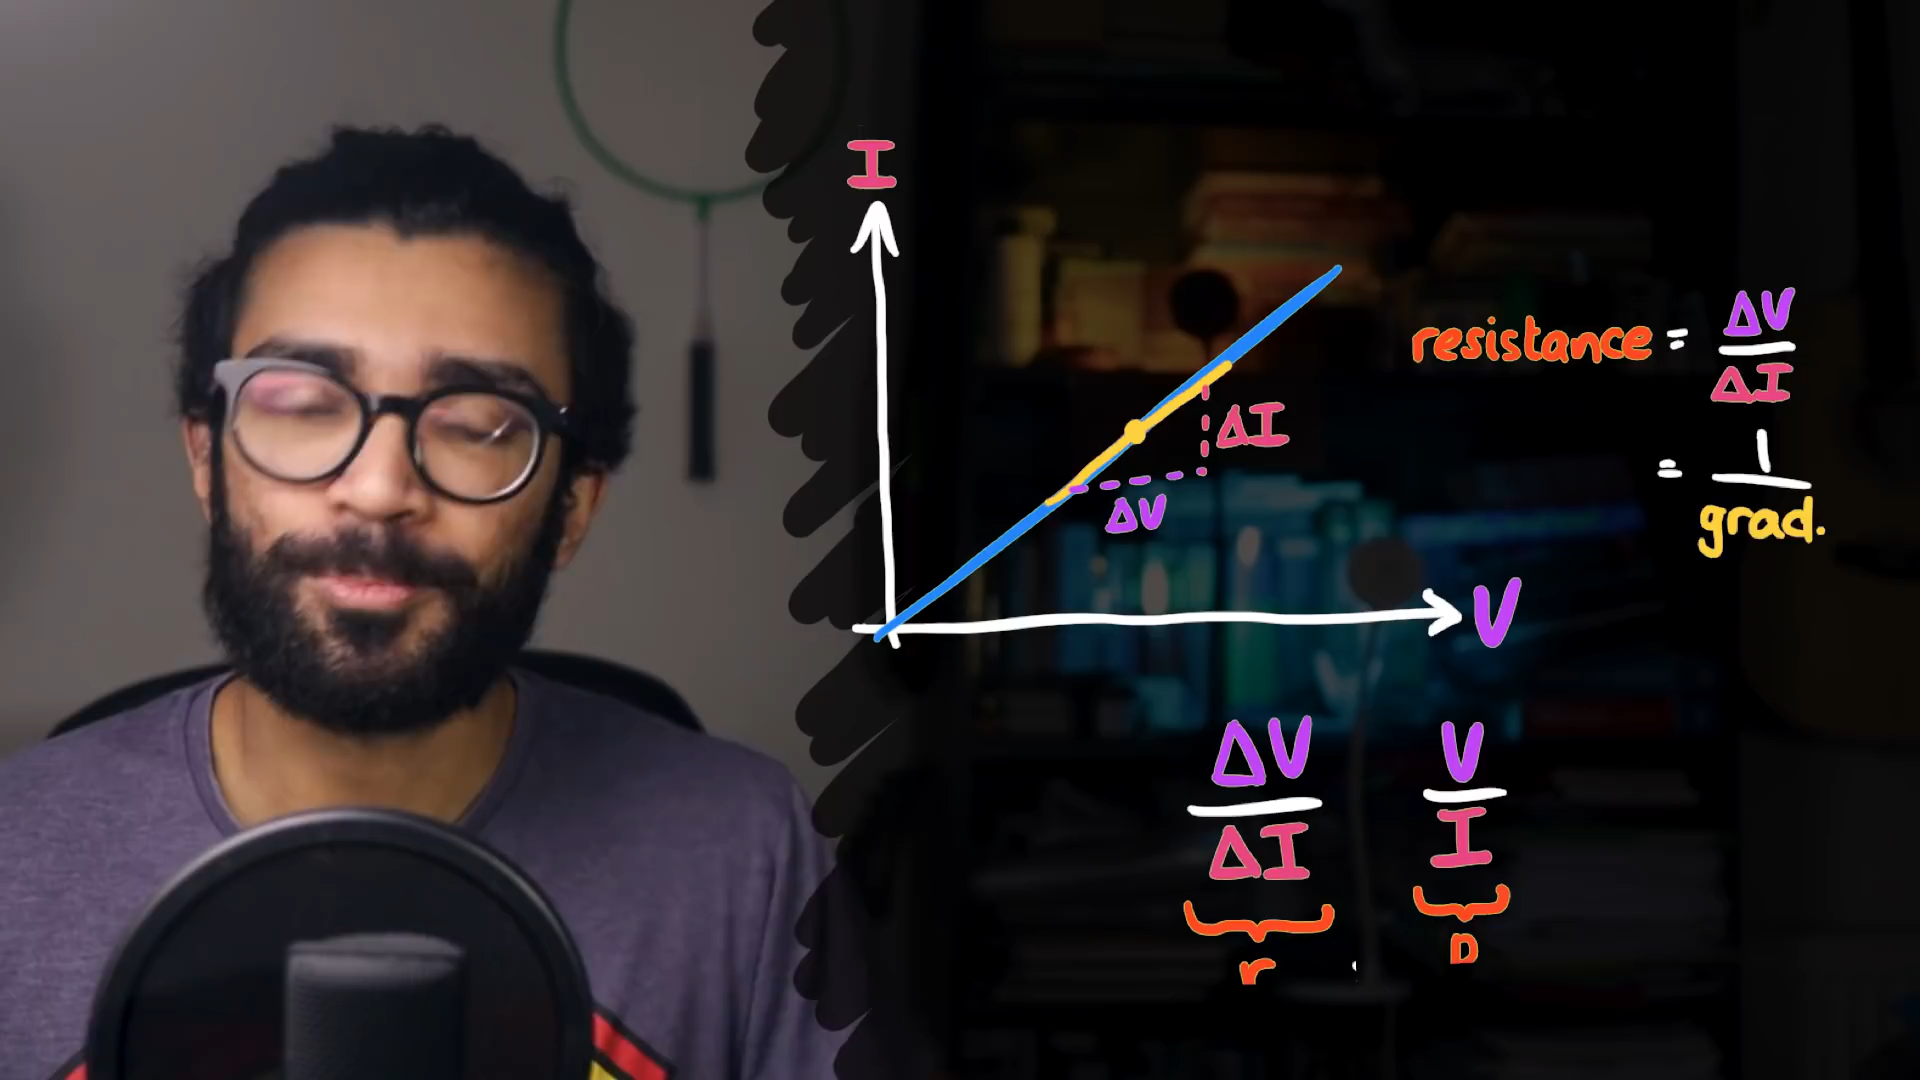 I
resistance = ΔV
ΔI
= 1
grad.
ΔI
ΔV
V
ΔV
ΔI
r
V
I